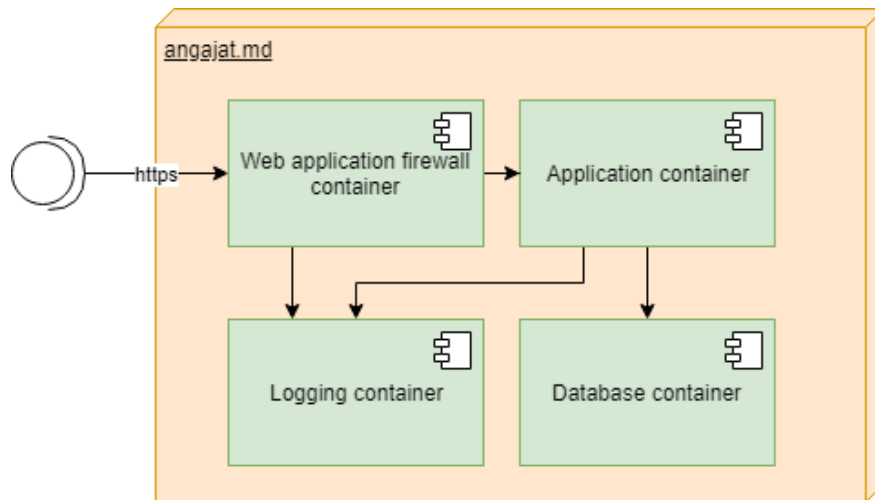 angajat.md
https
Web application firewall
container
Application container
Logging container
Database container